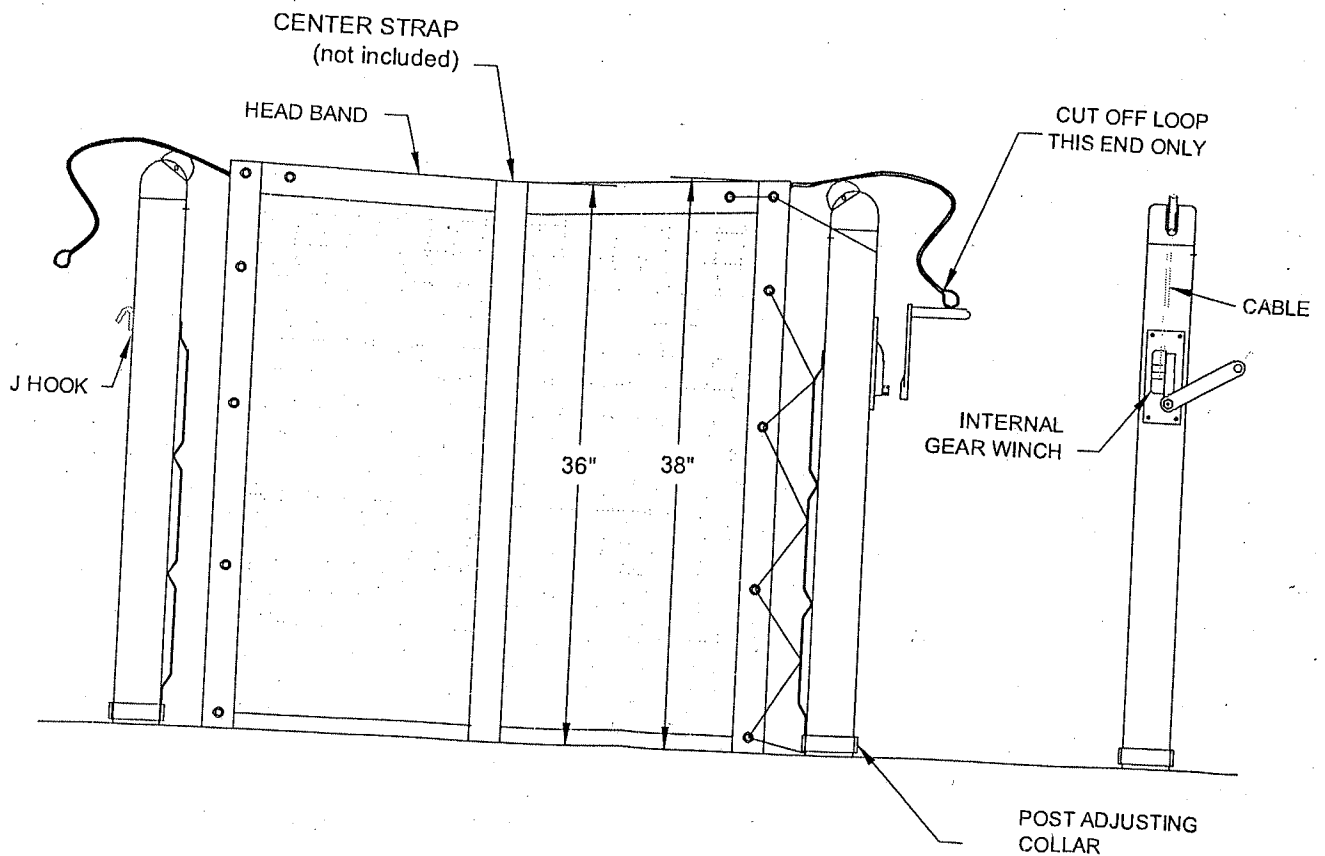 CENTER STRAP
(not included)
HEAD BAND
CUT OFF LOOP
THIS END ONLY
CABLE
J HOOK
INTERNAL
GEAR WINCH
36"
38"
POST ADJUSTING
COLLAR